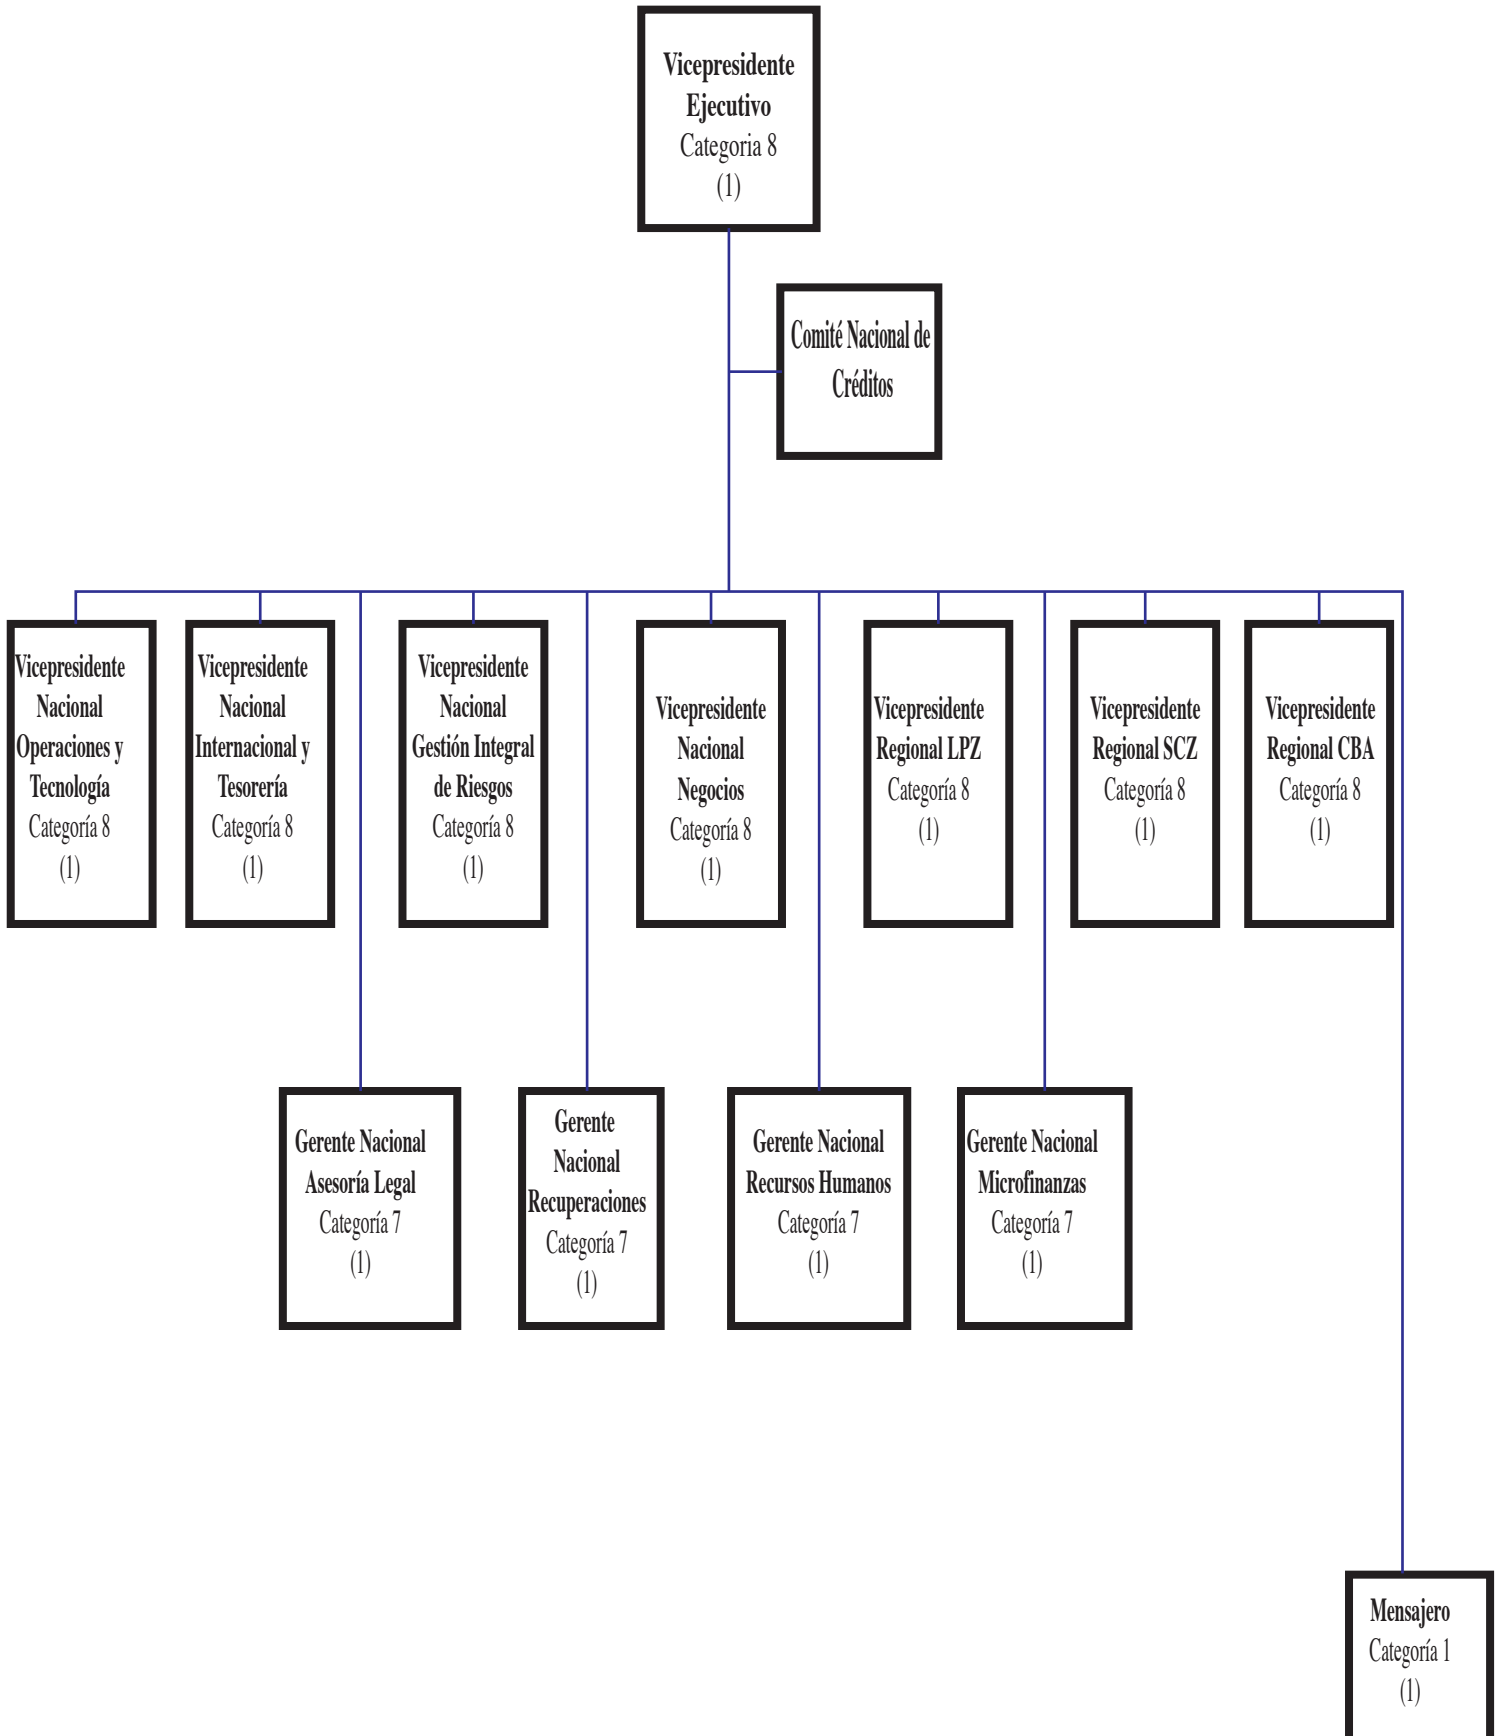 Vicepresidente
Ejecutivo
Categoria 8
(1)
Comité Nacional de
Créditos
Vicepresidente
Nacional
Operaciones y
Tecnología
Categoría 8
(1)
Vicepresidente
Nacional
Internacional y
Tesorería
Categoría 8
(1)
Vicepresidente
Nacional
Gestión Integral
de Riesgos
Categoría 8
(1)
Vicepresidente
Nacional
Negocios
Categoría 8
(1)
Vicepresidente
Regional LPZ
Categoría 8
(1)
Vicepresidente
Regional SCZ
Categoría 8
(1)
Vicepresidente
Regional CBA
Categoría 8
(1)
Gerente Nacional
Asesoría Legal
Categoría 7
(1)
Gerente
Nacional
Recuperaciones
Categoría 7
(1)
Gerente Nacional
Recursos Humanos
Categoría 7
(1)
Gerente Nacional
Microfinanzas
Categoría 7
(1)
Mensajero
Categoría 1
(1)